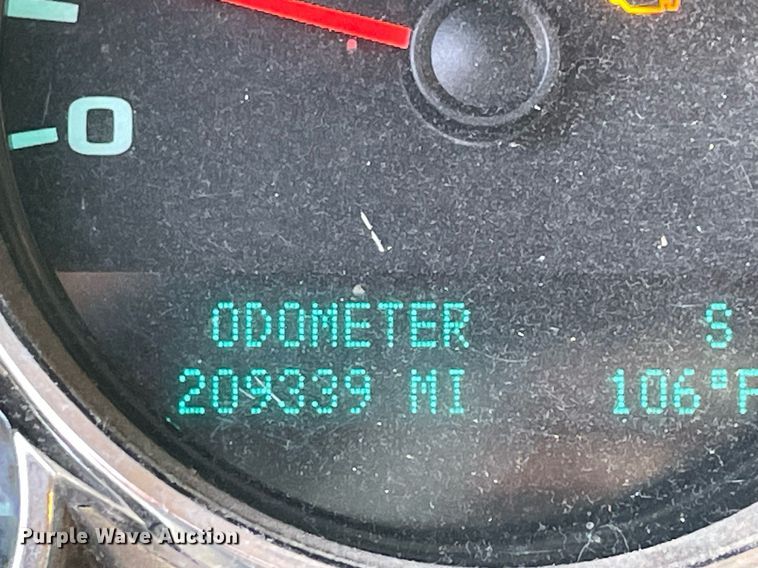 0
ODOMETER S
209339 MI 106°F
Purple Wave Auction